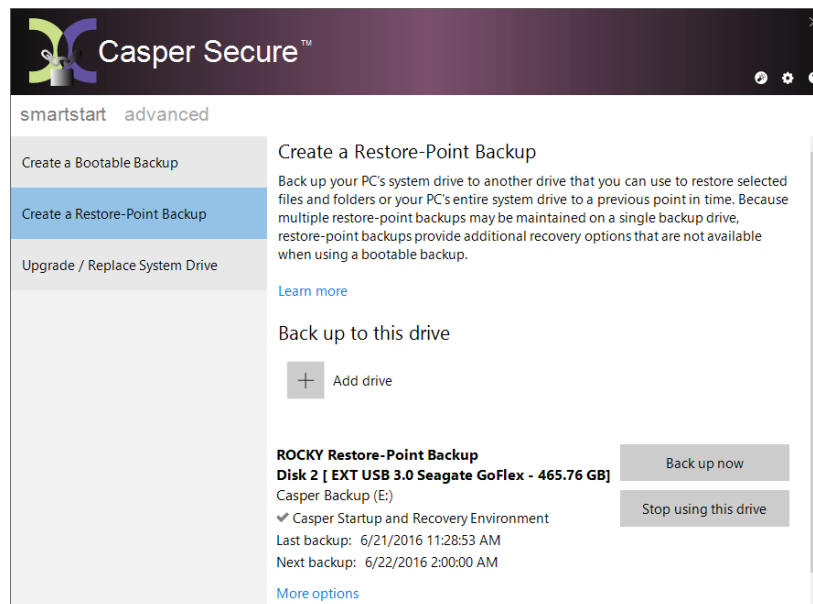 Casper Secure™
smartstart advanced
Create a Bootable Backup
Create a Restore-Point Backup
Upgrade / Replace System Drive
Create a Restore-Point Backup
Back up your PC's system drive to another drive that you can use to restore selected
files and folders or your PC's entire system drive to a previous point in time. Because
multiple restore-point backups may be maintained on a single backup drive,
restore-point backups provide additional recovery options that are not available
when using a bootable backup.
Learn more
Back up to this drive
Add drive
ROCKY Restore-Point Backup
Disk 2 [ EXT USB 3.0 Seagate GoFlex - 465.76 GB]
Casper Backup (E:)
Casper Startup and Recovery Environment
Last backup: 6/21/2016 11:28:53 AM
Next backup: 6/22/2016 2:00:00 AM
More options
Back up now
Stop using this drive